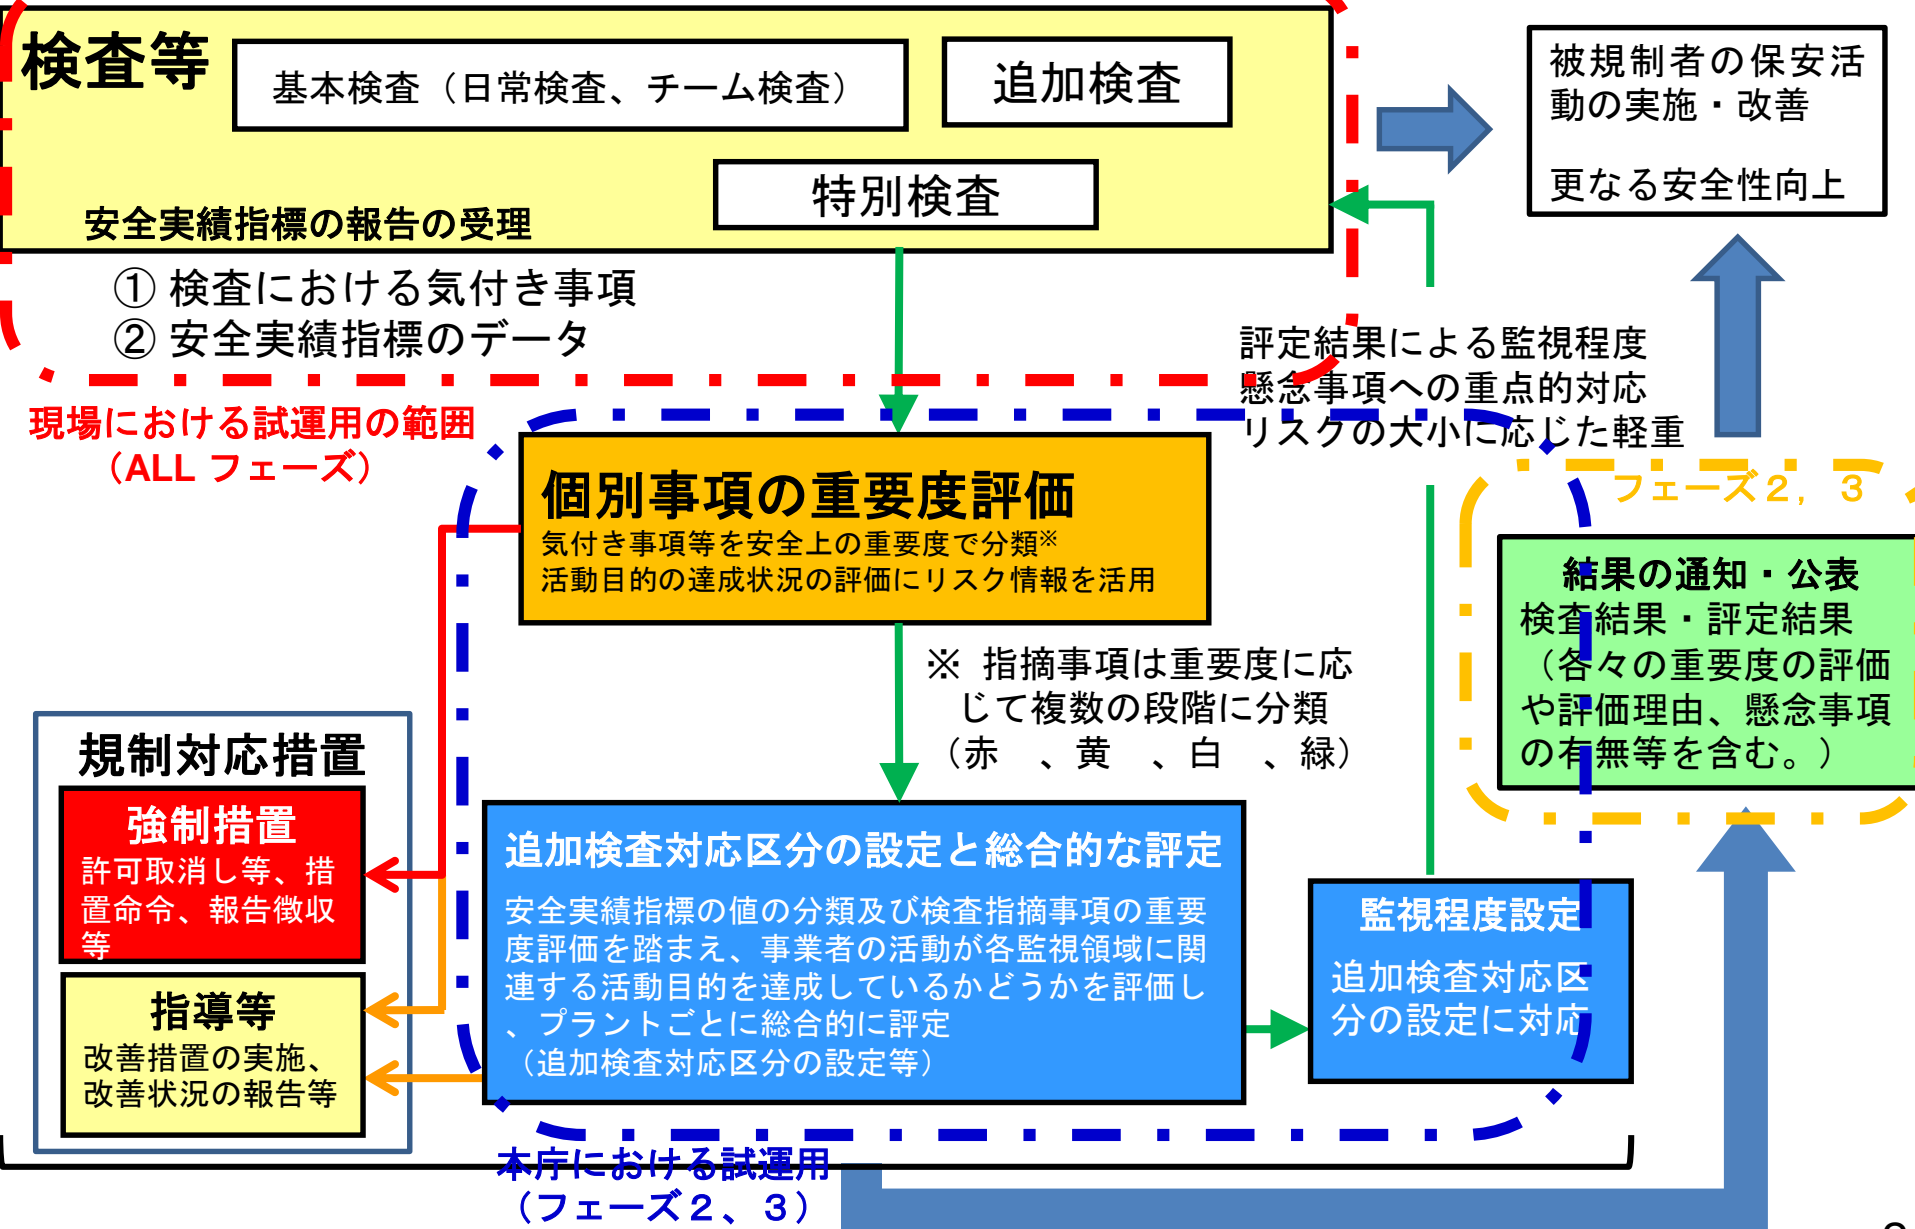 検査等
基本検査（日常検査、チーム検査）
追加検査
特別検査
安全実績指標の報告の受理
① 検査における気付き事項
② 安全実績指標のデータ
被規制者の保安活
動の実施・改善
更なる安全性向上
現場における試運用の範囲
（ALL フェーズ）
評定結果による監視程度
懸念事項への重点的対応
リスクの大小に応じた軽重
個別事項の重要度評価
気付き事項等を安全上の重要度で分類※
活動目的の達成状況の評価にリスク情報を活用
フェーズ２，３
結果の通知・公表
検査結果・評定結果
（各々の重要度の評価
や評価理由、懸念事項
の有無等を含む。）
※ 指摘事項は重要度に応
じて複数の段階に分類
（赤　、黄　、白　、緑）
規制対応措置
強制措置
許可取消し等、措
置命令、報告徴収
等
指導等
改善措置の実施、
改善状況の報告等
追加検査対応区分の設定と総合的な評定
安全実績指標の値の分類及び検査指摘事項の重要
度評価を踏まえ、事業者の活動が各監視領域に関
連する活動目的を達成しているかどうかを評価し
、プラントごとに総合的に評定
（追加検査対応区分の設定等）
監視程度設定
追加検査対応区
分の設定に対応
本庁における試運用
（フェーズ２、３）